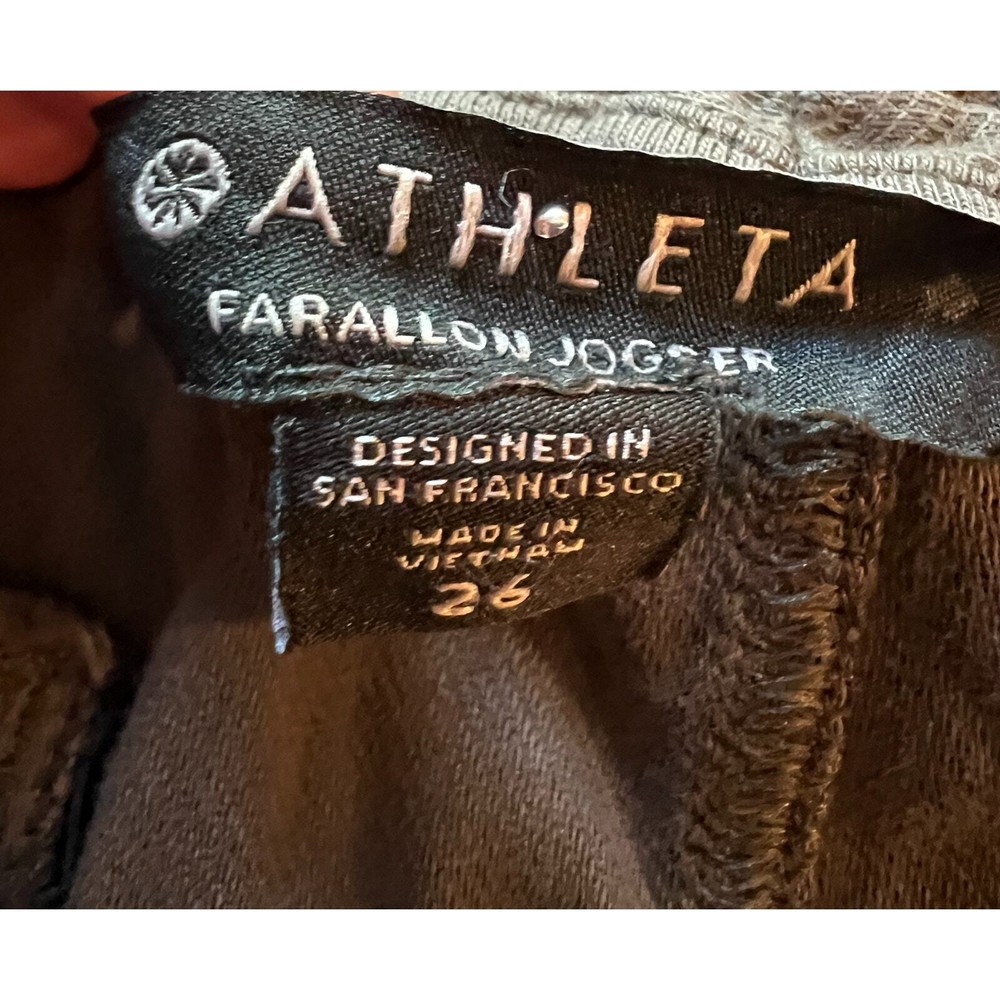 ATHLETA
FARALLON JOGGER
DESIGNED IN
SAN FRANCISCO
MADE IN
VIETNAM
26